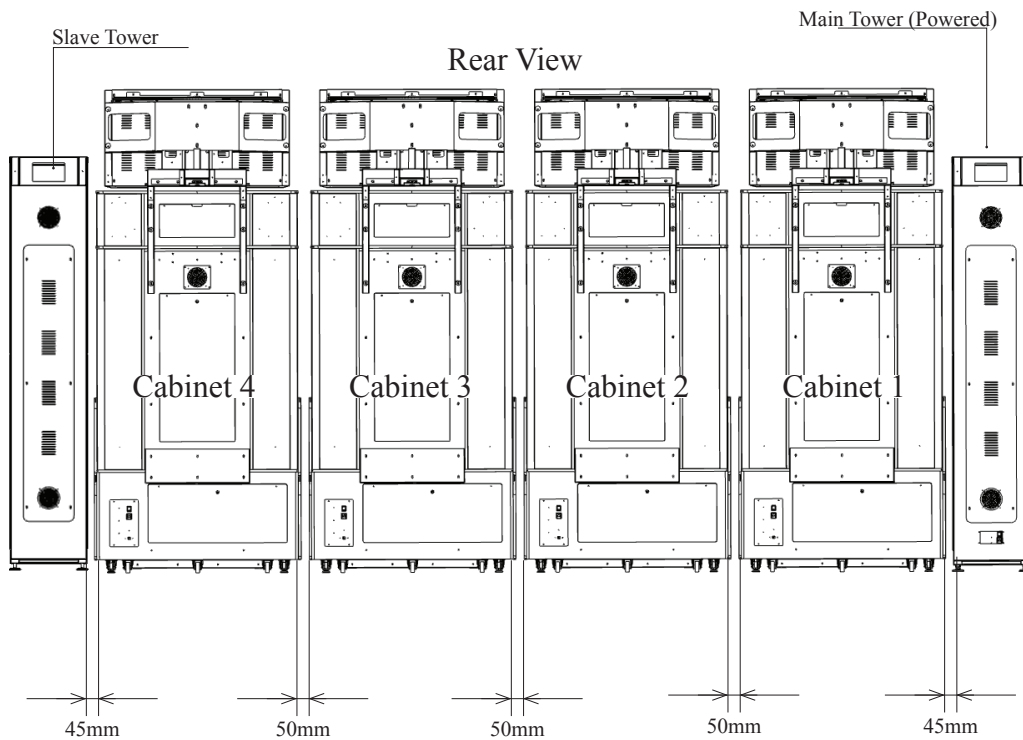 Main Tower (Powered)
Slave Tower
Rear View
Cabinet 4
Cabinet 3
Cabinet 2
Cabinet 1
45mm
50mm
50mm
50mm
45mm